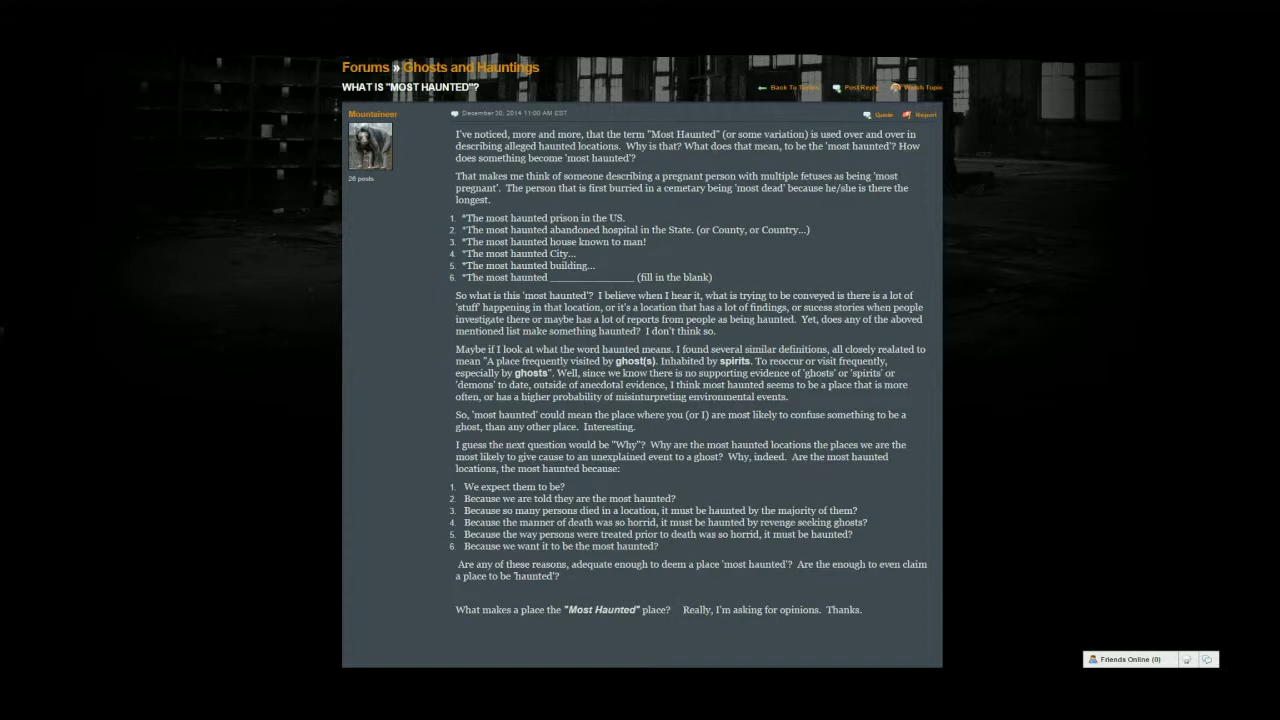 Forums » Ghosts and Hauntings
WHAT IS "MOST HAUNTED"?
Back To Topics Post Reply Watch Topic
Mountaineer
December 30, 2014 11:00 AM EST
Quote Report
26 posts
I've noticed, more and more, that the term "Most Haunted" (or some variation) is used over and over in
describing alleged haunted locations. Why is that? What does that mean, to be the 'most haunted'? How
does something become 'most haunted'?
That makes me think of someone describing a pregnant person with multiple fetuses as being 'most
pregnant'. The person that is first burried in a cemetary being 'most dead' because he/she is there the
longest.
1. *The most haunted prison in the US.
2. *The most haunted abandoned hospital in the State. (or County, or Country...)
3. *The most haunted house known to man!
4. *The most haunted City...
5. *The most haunted building...
6. *The most haunted _________________ (fill in the blank)
So what is this 'most haunted'? I believe when I hear it, what is trying to be conveyed is there is a lot of
'stuff' happening in that location, or it's a location that has a lot of findings, or sucess stories when people
investigate there or maybe has a lot of reports from people as being haunted. Yet, does any of the aboved
mentioned list make something haunted? I don't think so.
Maybe if I look at what the word haunted means. I found several similar definitions, all closely realated to
mean "A place frequently visited by ghost(s). Inhabited by spirits. To reoccur or visit frequently,
especially by ghosts". Well, since we know there is no supporting evidence of 'ghosts' or 'spirits' or
'demons' to date, outside of anecdotal evidence, I think most haunted seems to be a place that is more
often, or has a higher probability of misinturpreting environmental events.
So, 'most haunted' could mean the place where you (or I) are most likely to confuse something to be a
ghost, than any other place. Interesting.
I guess the next question would be "Why"? Why are the most haunted locations the places we are the
most likely to give cause to an unexplained event to a ghost? Why, indeed. Are the most haunted
locations, the most haunted because:
1. We expect them to be?
2. Because we are told they are the most haunted?
3. Because so many persons died in a location, it must be haunted by the majority of them?
4. Because the manner of death was so horrid, it must be haunted by revenge seeking ghosts?
5. Because the way persons were treated prior to death was so horrid, it must be haunted?
6. Because we want it to be the most haunted?
Are any of these reasons, adequate enough to deem a place 'most haunted'? Are the enough to even claim
a place to be 'haunted'?
What makes a place the "Most Haunted" place? Really, I'm asking for opinions. Thanks.
Friends Online (0)